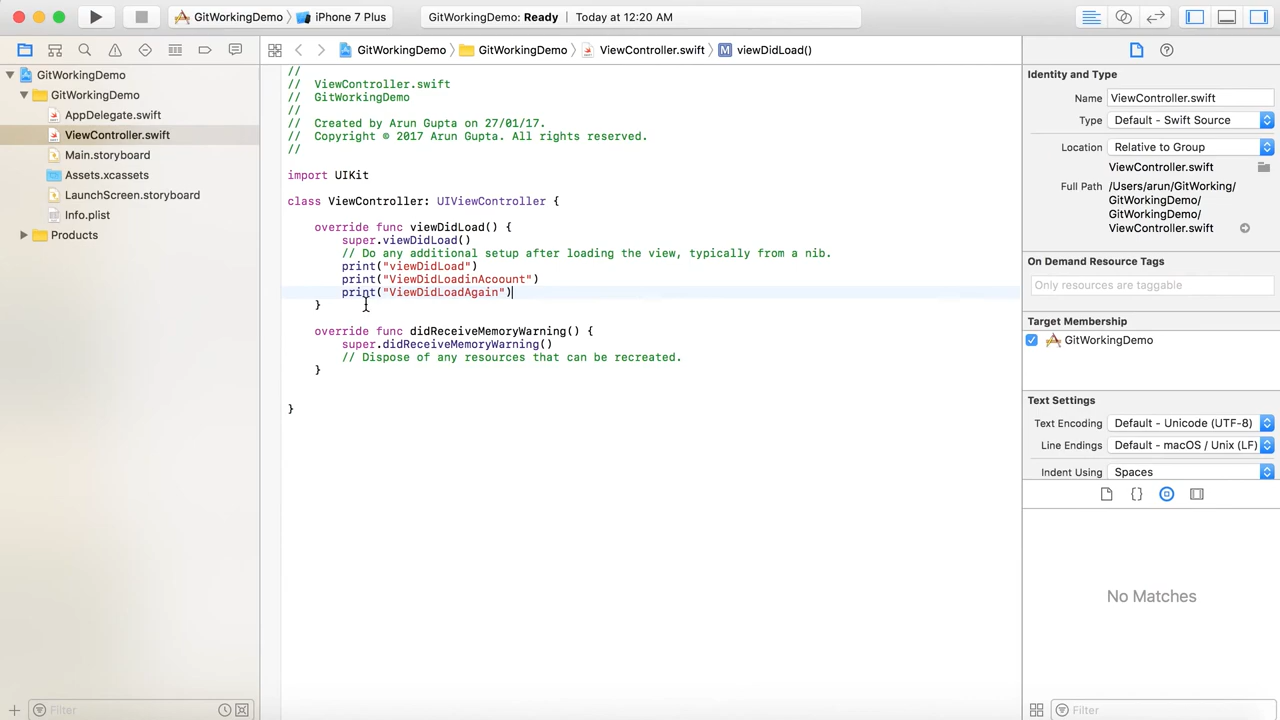 GitWorkingDemo
iPhone 7 Plus
GitWorkingDemo: Ready
Today at 12:20 AM
GitWorkingDemo
GitWorkingDemo
ViewController.swift
M
viewDidLoad()
GitWorkingDemo
GitWorkingDemo
AppDelegate.swift
ViewController.swift
Main.storyboard
Assets.xcassets
LaunchScreen.storyboard
Info.plist
Products
Filter
//
//  ViewController.swift
//  GitWorkingDemo
//
//  Created by Arun Gupta on 27/01/17.
//  Copyright © 2017 Arun Gupta. All rights reserved.
//
import UIKit
class ViewController: UIViewController {
override func viewDidLoad() {
super.viewDidLoad()
// Do any additional setup after loading the view, typically from a nib.
print("viewDidLoad")
print("ViewDidLoadinAcoount")
print("ViewDidLoadAgain")
}
override func didReceiveMemoryWarning() {
super.didReceiveMemoryWarning()
// Dispose of any resources that can be recreated.
}
}
Identity and Type
Name ViewController.swift
Type Default - Swift Source
Location Relative to Group
ViewController.swift
Full Path /Users/arun/GitWorking/
GitWorkingDemo/
GitWorkingDemo/
ViewController.swift
On Demand Resource Tags
Only resources are taggable
Target Membership
GitWorkingDemo
Text Settings
Text Encoding Default - Unicode (UTF-8)
Line Endings Default - macOS / Unix (LF)
Indent Using Spaces
{}
No Matches
Filter